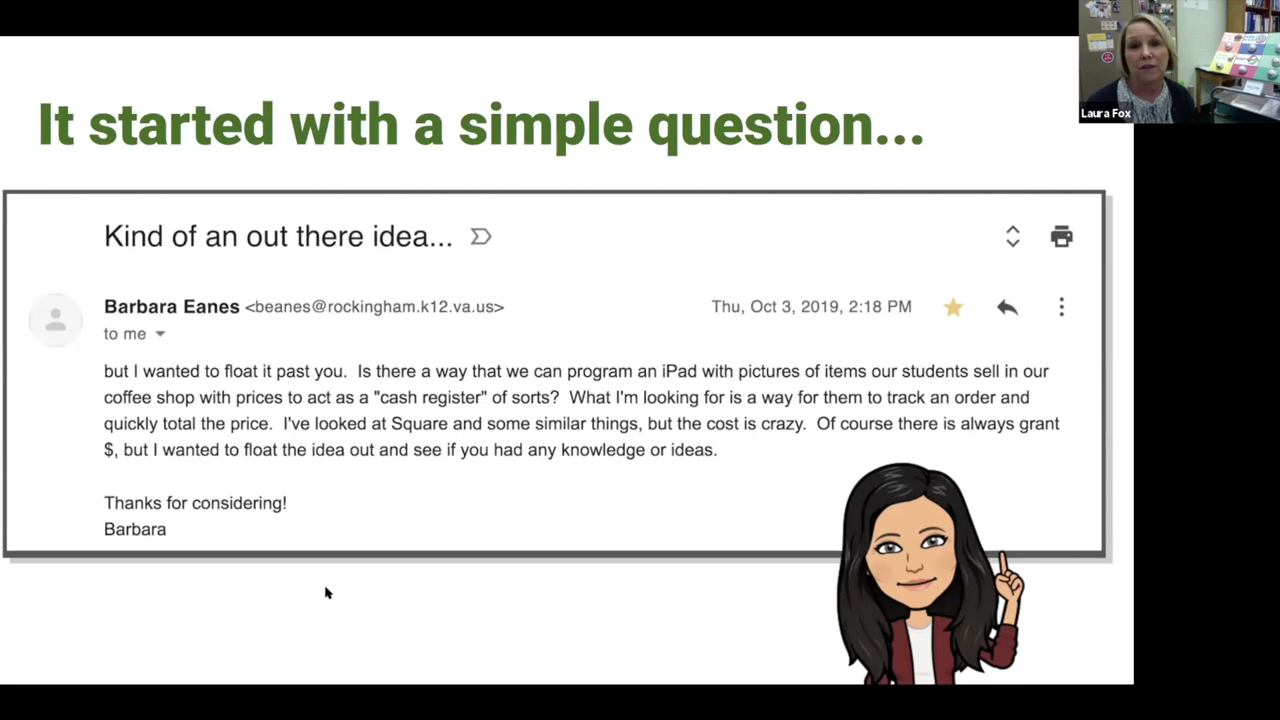 It started with a simple question...
Laura Fox
Kind of an out there idea...
Barbara Eanes <beanes@rockingham.k12.va.us>
Thu, Oct 3, 2019, 2:18 PM
to me
but I wanted to float it past you.  Is there a way that we can program an iPad with pictures of items our students sell in our
coffee shop with prices to act as a "cash register" of sorts?  What I'm looking for is a way for them to track an order and
quickly total the price.  I've looked at Square and some similar things, but the cost is crazy.  Of course there is always grant
$, but I wanted to float the idea out and see if you had any knowledge or ideas.
Thanks for considering!
Barbara